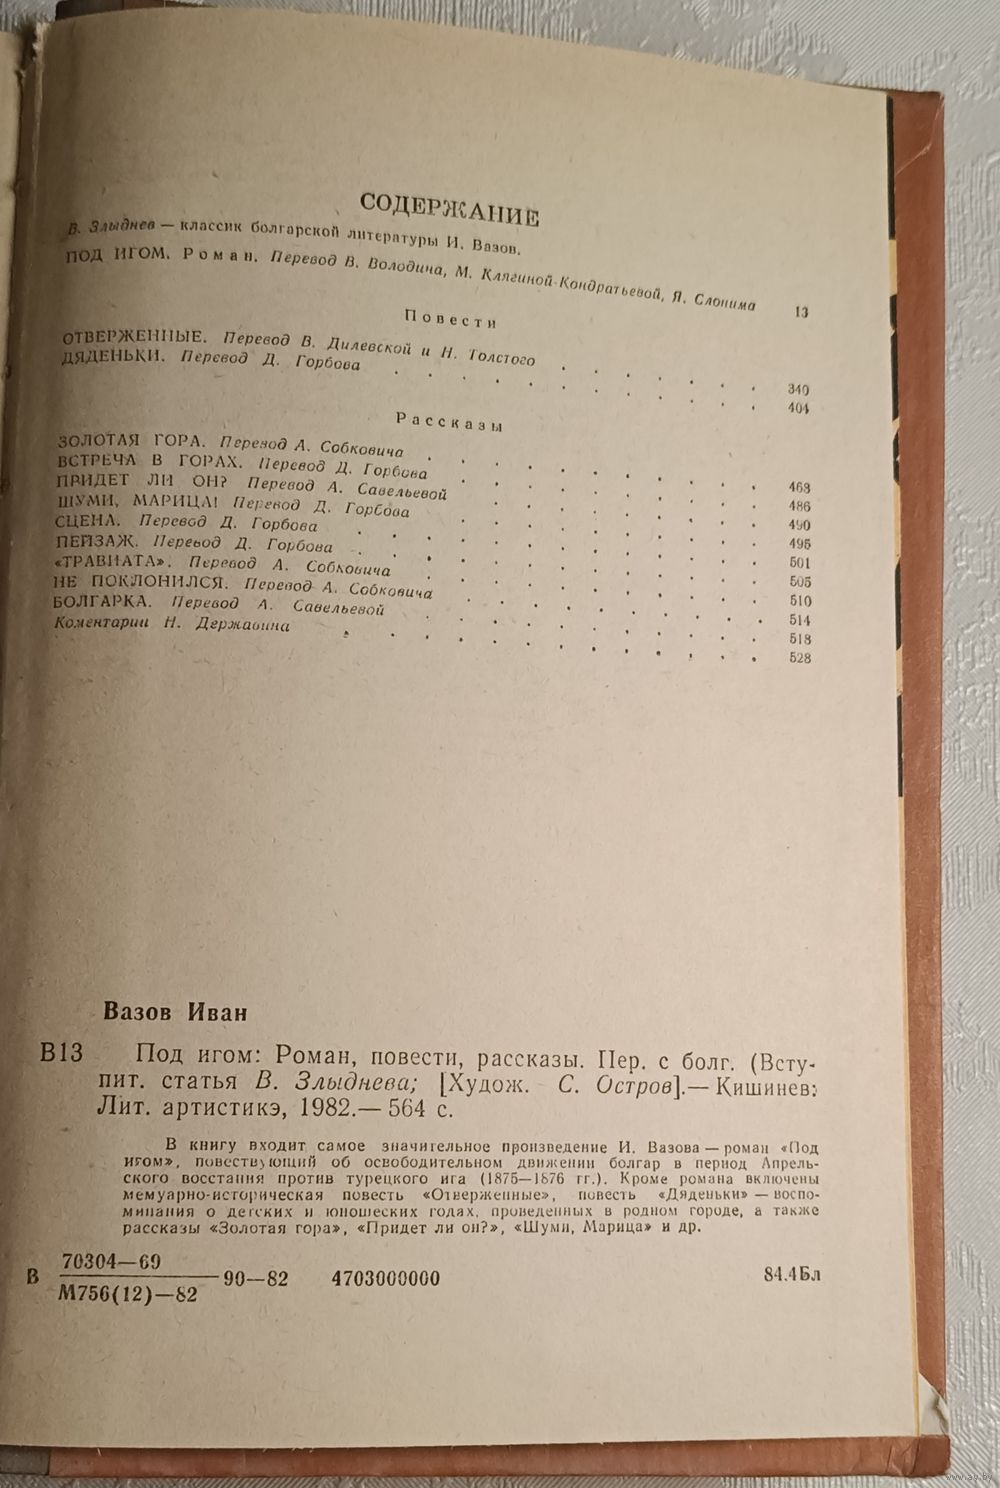 СОДЕРЖАНИЕ
В. Злыднев — классик болгарской литературы И. Вазов.
ПОД ИГОМ. Роман. Перевод В. Володина, М. Клягиной-Кондратьевой, Я. Слонима 13
Повести
ОТВЕРЖЕННЫЕ. Перевод В. Дилевской и Н. Толстого . . . . . . . 340
ДЯДЕНЬКИ. Перевод Д. Горбова . . . . . . . . . 404
Рассказы
ЗОЛОТАЯ ГОРА. Перевод А. Собковича . . . . . . . . 463
ВСТРЕЧА В ГОРАХ. Перевод Д. Горбова . . . . . . . . 486
ПРИДЕТ ЛИ ОН? Перевод А. Савельевой . . . . . . . . 490
ШУМИ, МАРИЦА! Перевод Д. Горбова . . . . . . . . 495
СЦЕНА. Перевод Д. Горбова . . . . . . . . 501
ПЕЙЗАЖ. Перевод Д. Горбова . . . . . . . . 505
«ТРАВИАТА». Перевод А. Собковича . . . . . . . . 510
НЕ ПОКЛОНИЛСЯ. Перевод А. Собковича . . . . . . . . 514
БОЛГАРКА. Перевод А. Савельевой . . . . . . . . 518
Коментарии Н. Державина . . . . . . . . 528
Вазов Иван
В13 Под игом: Роман, повести, рассказы. Пер. с болг. (Всту-
пит. статья В. Злыднева; [Худож. С. Остров].— Кишинев:
Лит. артистикэ, 1982.— 564 с.
В книгу входит самое значительное произведение И. Вазова — роман «Под
игом», повествующий об освободительном движении болгар в период Апрель-
ского восстания против турецкого ига (1875—1876 гг.). Кроме романа включены
мемуарно-историческая повесть «Отверженные», повесть «Дяденьки» — воспо-
минания о детских и юношеских годах, проведенных в родном городе, а также
рассказы «Золотая гора», «Придет ли он?», «Шуми, Марица» и др.
70304—69
В ———— 90—82 4703000000 84.4Бл
М756(12)—82
www.ay.by